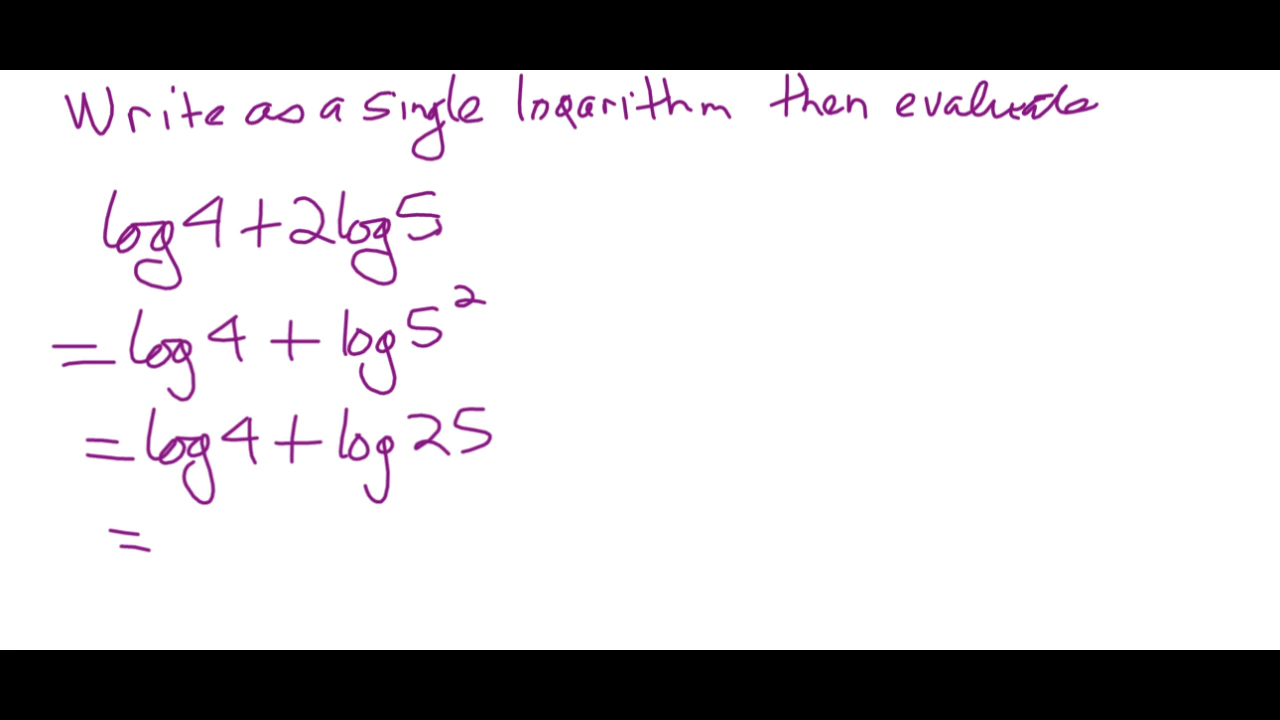 Write as a single logarithm then evaluate
log4+2log5
=log4+log5²
=log4+log25
=